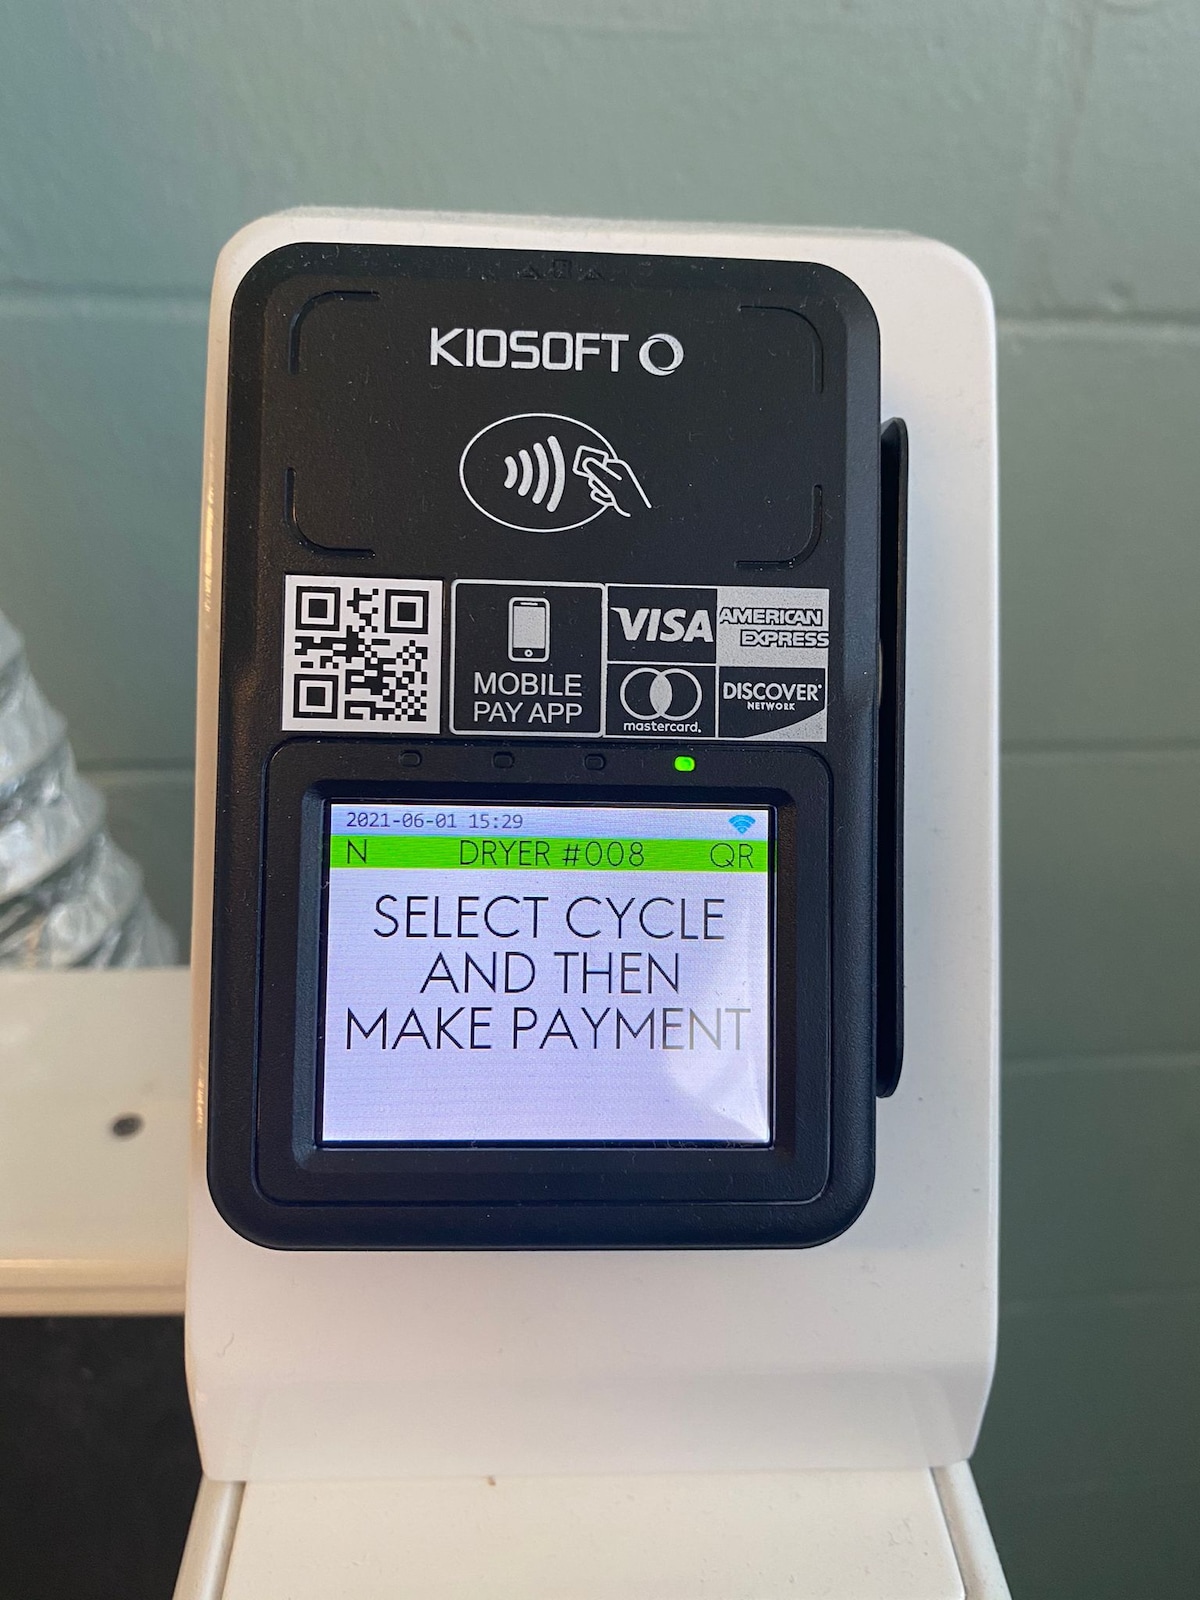 KIOSOFT
MOBILE
PAY APP
VISA
AMERICAN
EXPRESS
mastercard.
DISCOVER
NETWORK
2021-06-01 15:29
N DRYER #008 QR
SELECT CYCLE
AND THEN
MAKE PAYMENT